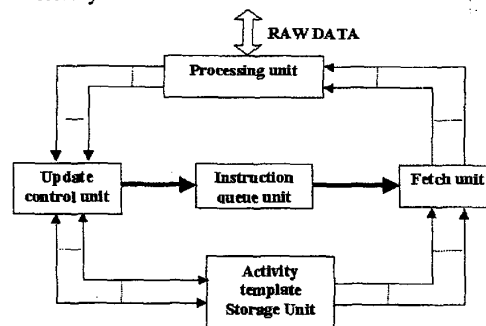 RAW DATA
Processing unit
Update
control unit
Instruction
queue unit
Fetch unit
Activity
template
Storage Unit